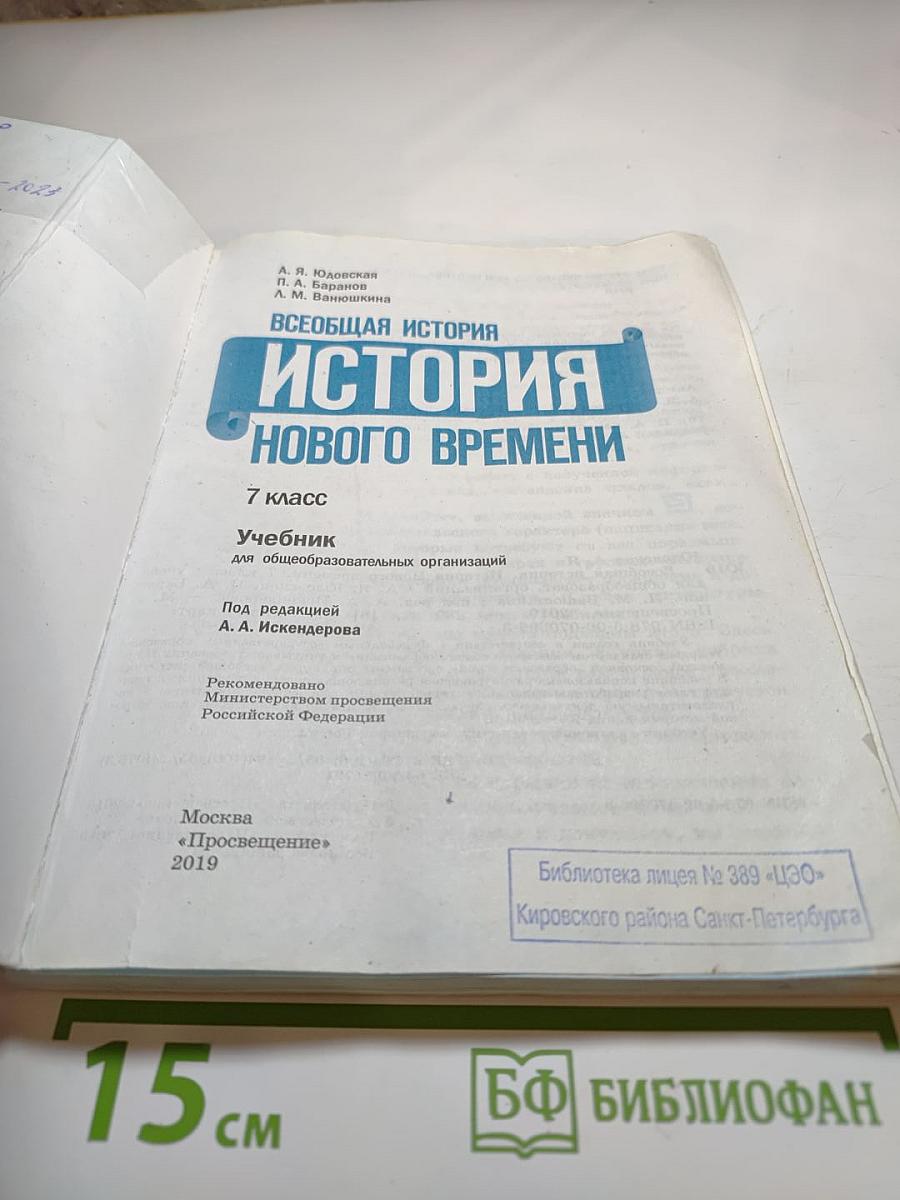 -2023
А. Я. Юдовская
П. А. Баранов
Л. М. Ванюшкина
ВСЕОБЩАЯ ИСТОРИЯ
ИСТОРИЯ
НОВОГО ВРЕМЕНИ
7 класс
Учебник
для общеобразовательных организаций
Под редакцией
А. А. Искендерова
Рекомендовано
Министерством просвещения
Российской Федерации
Москва
«Просвещение»
2019
Библиотека лицея № 389 «ЦЭО»
Кировского района Санкт-Петербурга
15 см
БФ БИБЛИОФАН